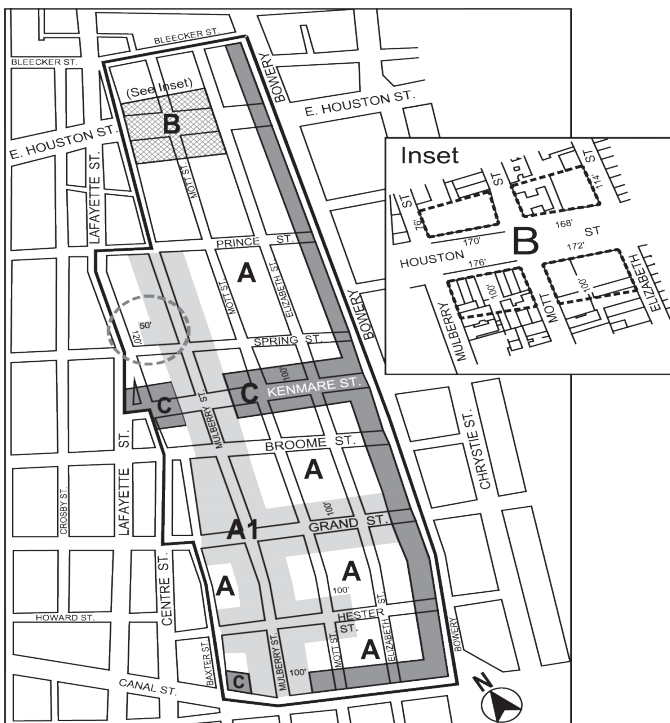 BLEECKER ST.
BLEECKER ST.
BOWERY
(See Inset)
E. HOUSTON ST.
B
E. HOUSTON ST.
LAFAYETTE ST.
MOTT ST.
PRINCE ST.
A
MOTT ST.
ELIZABETH ST.
50'
120'
SPRING ST.
BOWERY
100'
C
C
KENMARE ST.
MULBERRY ST.
BROOME ST.
CROSBY ST.
LAFAYETTE ST.
CHRYSTIE ST.
A
A1
100'
GRAND ST.
CENTRE ST.
A
A
100'
HOWARD ST.
HESTER ST.
BAXTER ST.
MULBERRY ST.
MOTT ST.
ELIZABETH ST.
BOWERY
A
C
100'
CANAL ST.
N
Inset
ST
ST
76'
114'
170'
168'
B
HOUSTON ST
176'
172'
100'
100'
MULBERRY
MOTT
ELIZABETH